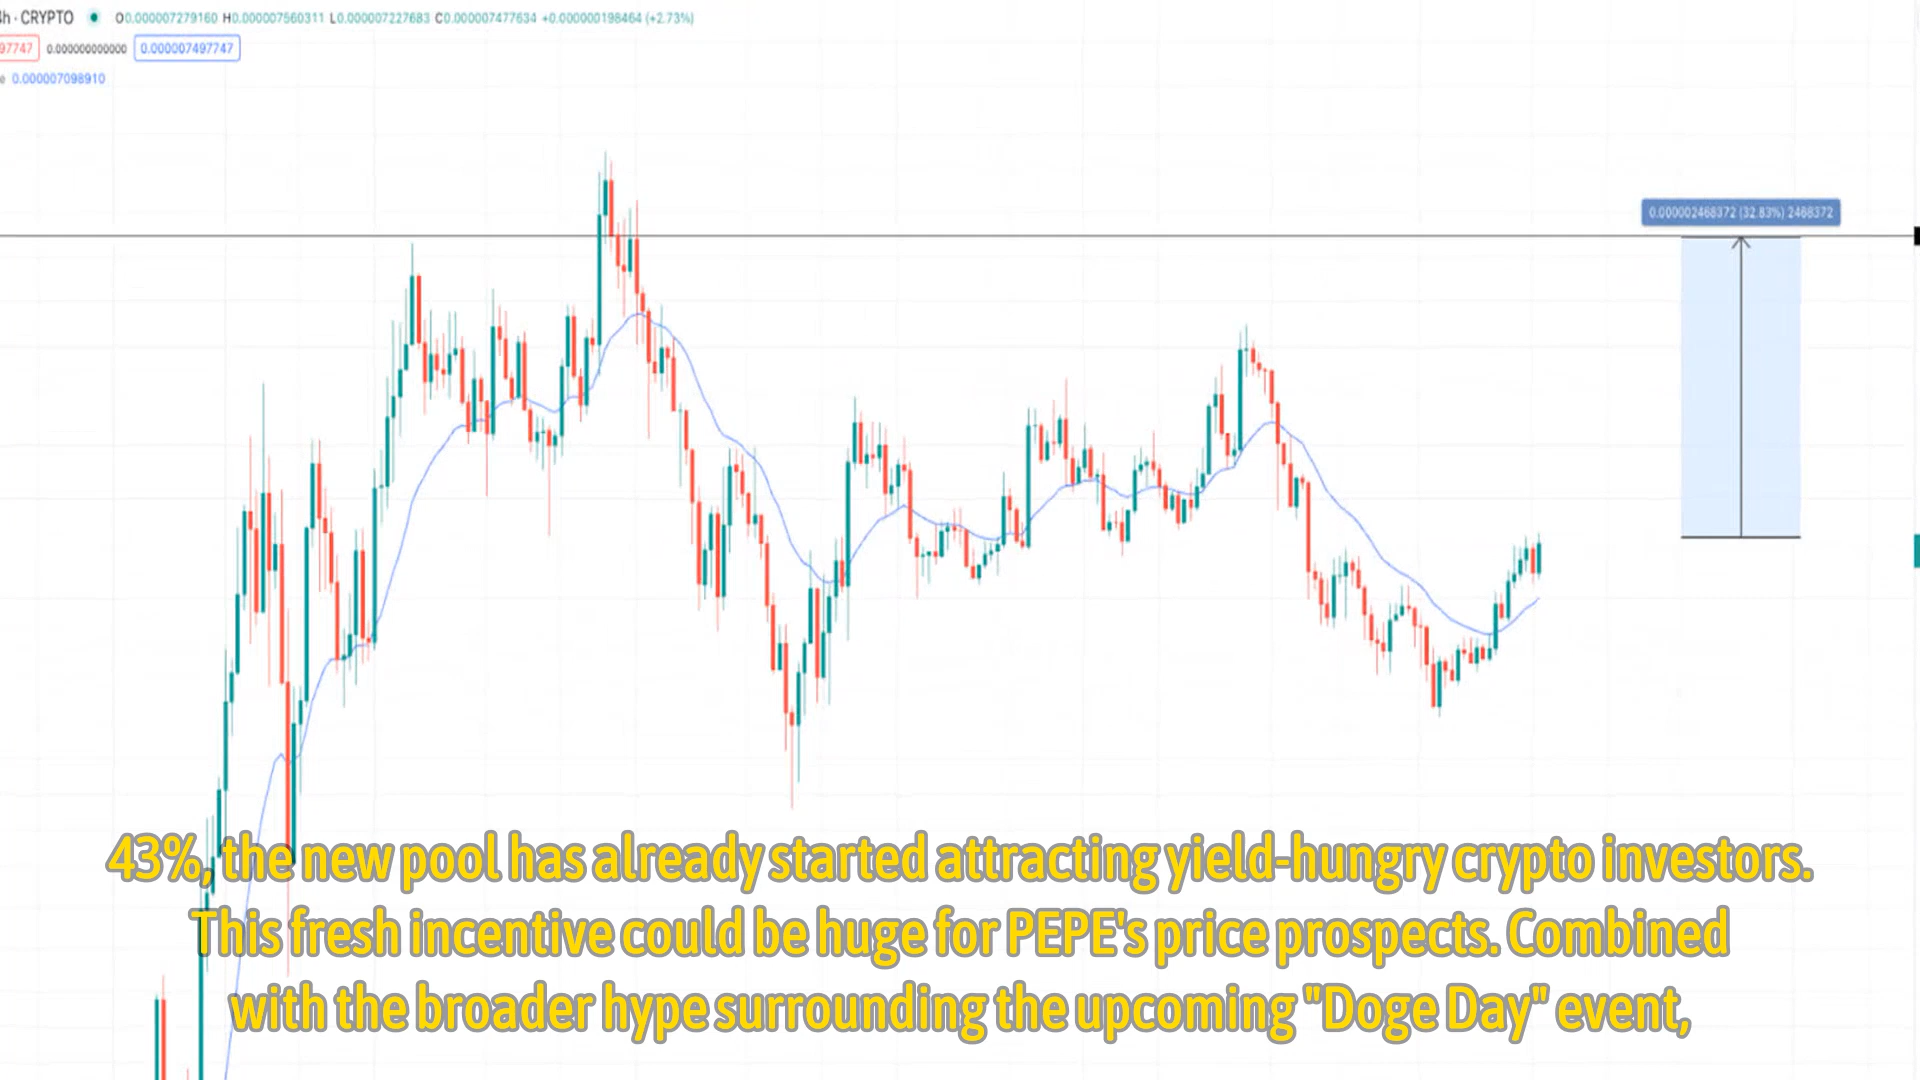 4h · CRYPTO O0.000007279160 H0.000007560311 L0.000007227683 C0.000007477634 +0.000000198464 (+2.73%)
97747 0.000000000000 0.000007497747
e 0.000007098910
0.000002468372 (32.83%) 2468372
43%, the new pool has already started attracting yield-hungry crypto investors.
This fresh incentive could be huge for PEPE's price prospects. Combined
with the broader hype surrounding the upcoming "Doge Day" event,